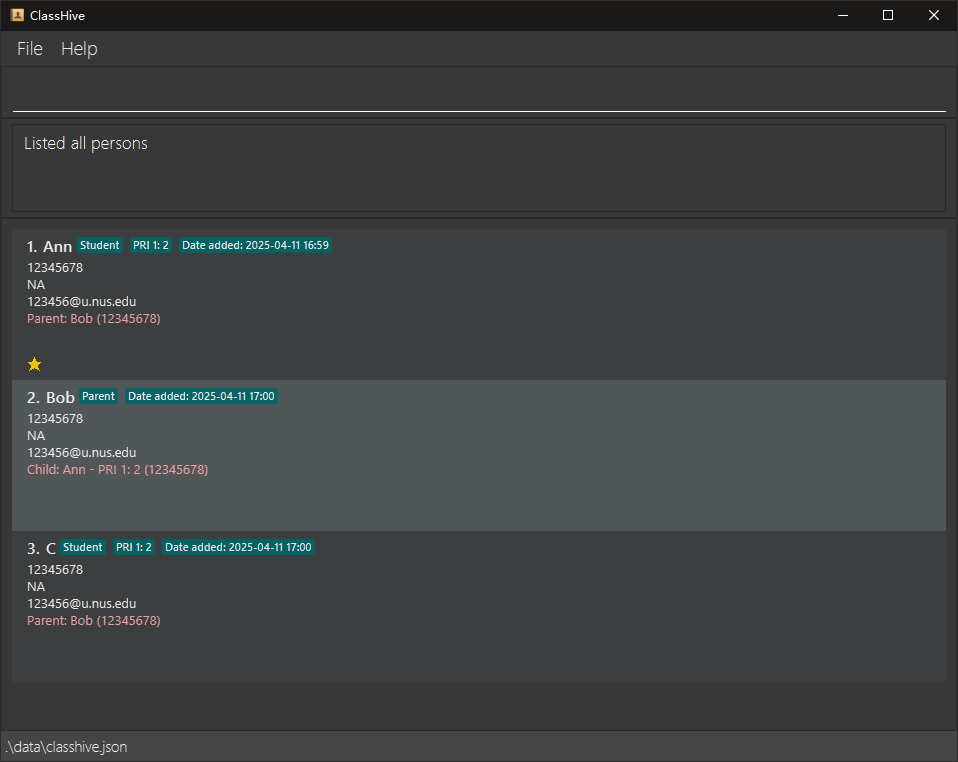 ClassHive
File Help
Listed all persons
1. Ann Student PRI 1: 2 Date added: 2025-04-11 16:59
12345678
NA
123456@u.nus.edu
Parent: Bob (12345678)
2. Bob Parent Date added: 2025-04-11 17:00
12345678
NA
123456@u.nus.edu
Child: Ann - PRI 1: 2 (12345678)
3. C Student PRI 1: 2 Date added: 2025-04-11 17:00
12345678
NA
123456@u.nus.edu
Parent: Bob (12345678)
.\data\classhive.json